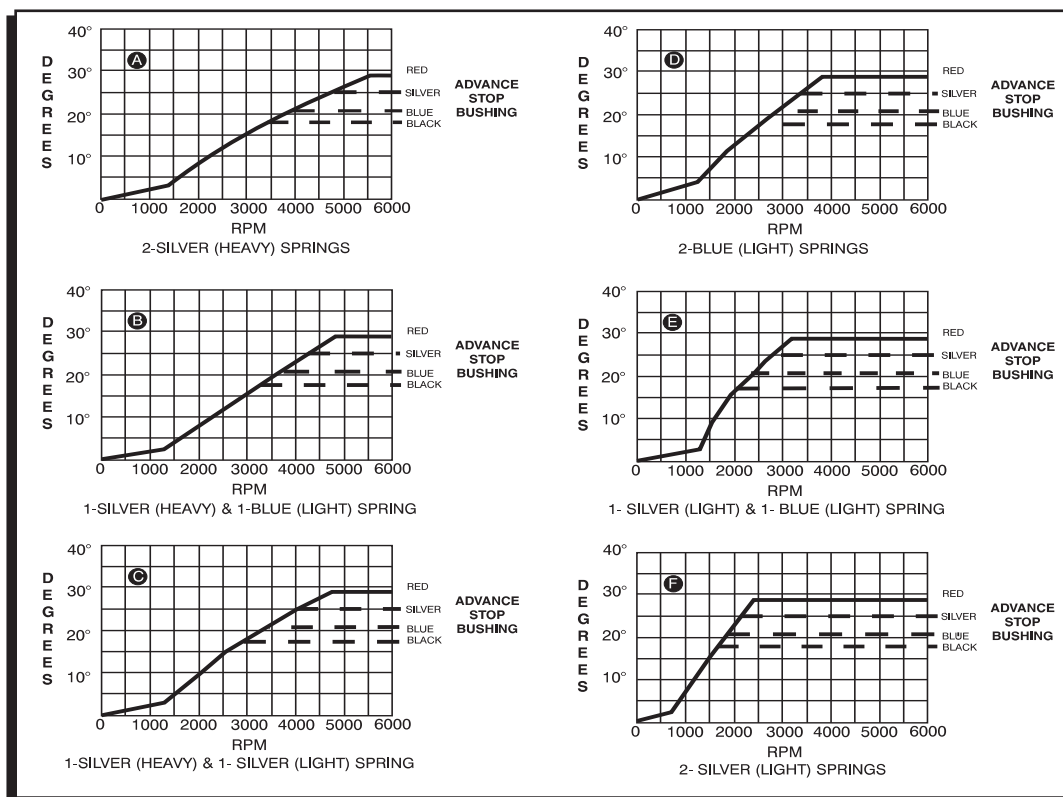 A
DEGREES
40°
30°
20°
10°
0 1000 2000 3000 4000 5000 6000
RPM
RED
SILVER
BLUE
BLACK
ADVANCE
STOP
BUSHING
2-SILVER (HEAVY) SPRINGS
D
DEGREES
40°
30°
20°
10°
0 1000 2000 3000 4000 5000 6000
RPM
RED
SILVER
BLUE
BLACK
ADVANCE
STOP
BUSHING
2-BLUE (LIGHT) SPRINGS
B
DEGREES
40°
30°
20°
10°
0 1000 2000 3000 4000 5000 6000
RPM
RED
SILVER
BLUE
BLACK
ADVANCE
STOP
BUSHING
1-SILVER (HEAVY) & 1-BLUE (LIGHT) SPRING
E
DEGREES
40°
30°
20°
10°
0 1000 2000 3000 4000 5000 6000
RPM
RED
SILVER
BLUE
BLACK
ADVANCE
STOP
BUSHING
1- SILVER (LIGHT) & 1- BLUE (LIGHT) SPRING
C
DEGREES
40°
30°
20°
10°
0 1000 2000 3000 4000 5000 6000
RPM
RED
SILVER
BLUE
BLACK
ADVANCE
STOP
BUSHING
1-SILVER (HEAVY) & 1- SILVER (LIGHT) SPRING
F
DEGREES
40°
30°
20°
10°
0 1000 2000 3000 4000 5000 6000
RPM
RED
SILVER
BLUE
BLACK
ADVANCE
STOP
BUSHING
2- SILVER (LIGHT) SPRINGS